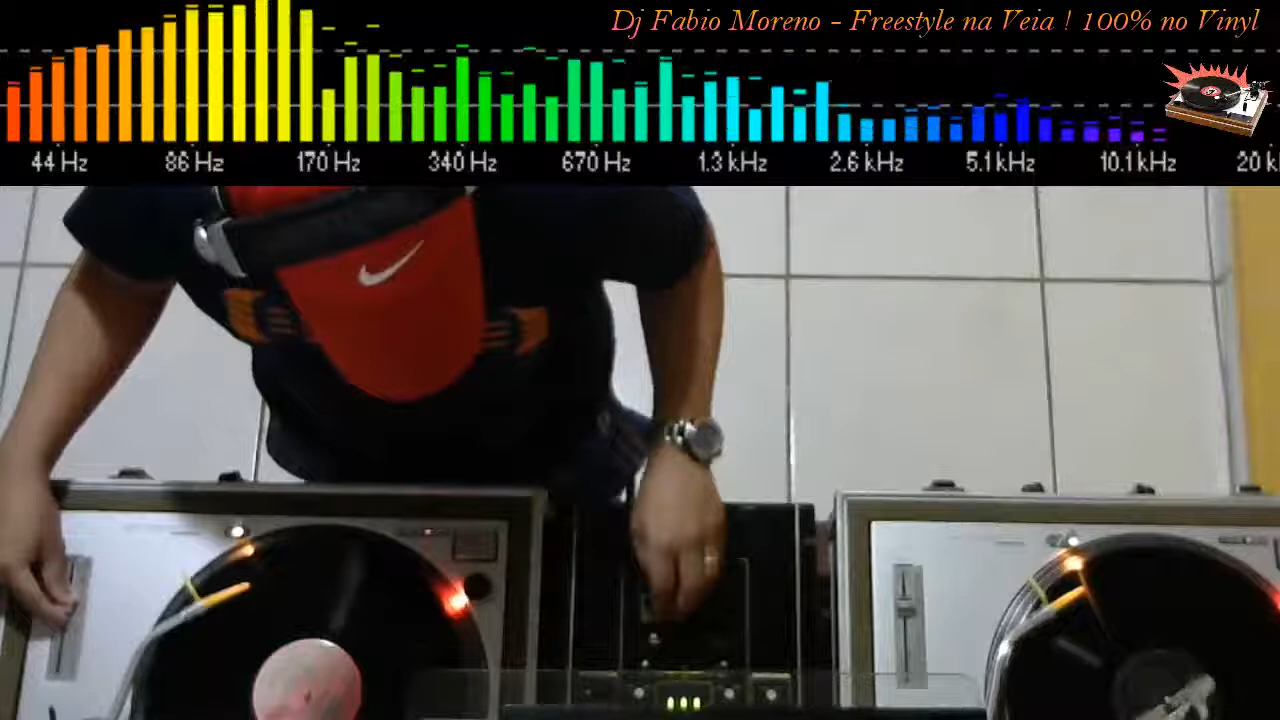 Dj Fabio Moreno - Freestyle na Veia ! 100% no Vinyl
44 Hz 86 Hz 170 Hz 340 Hz 670 Hz 1.3 kHz 2.6 kHz 5.1 kHz 10.1 kHz 20 k